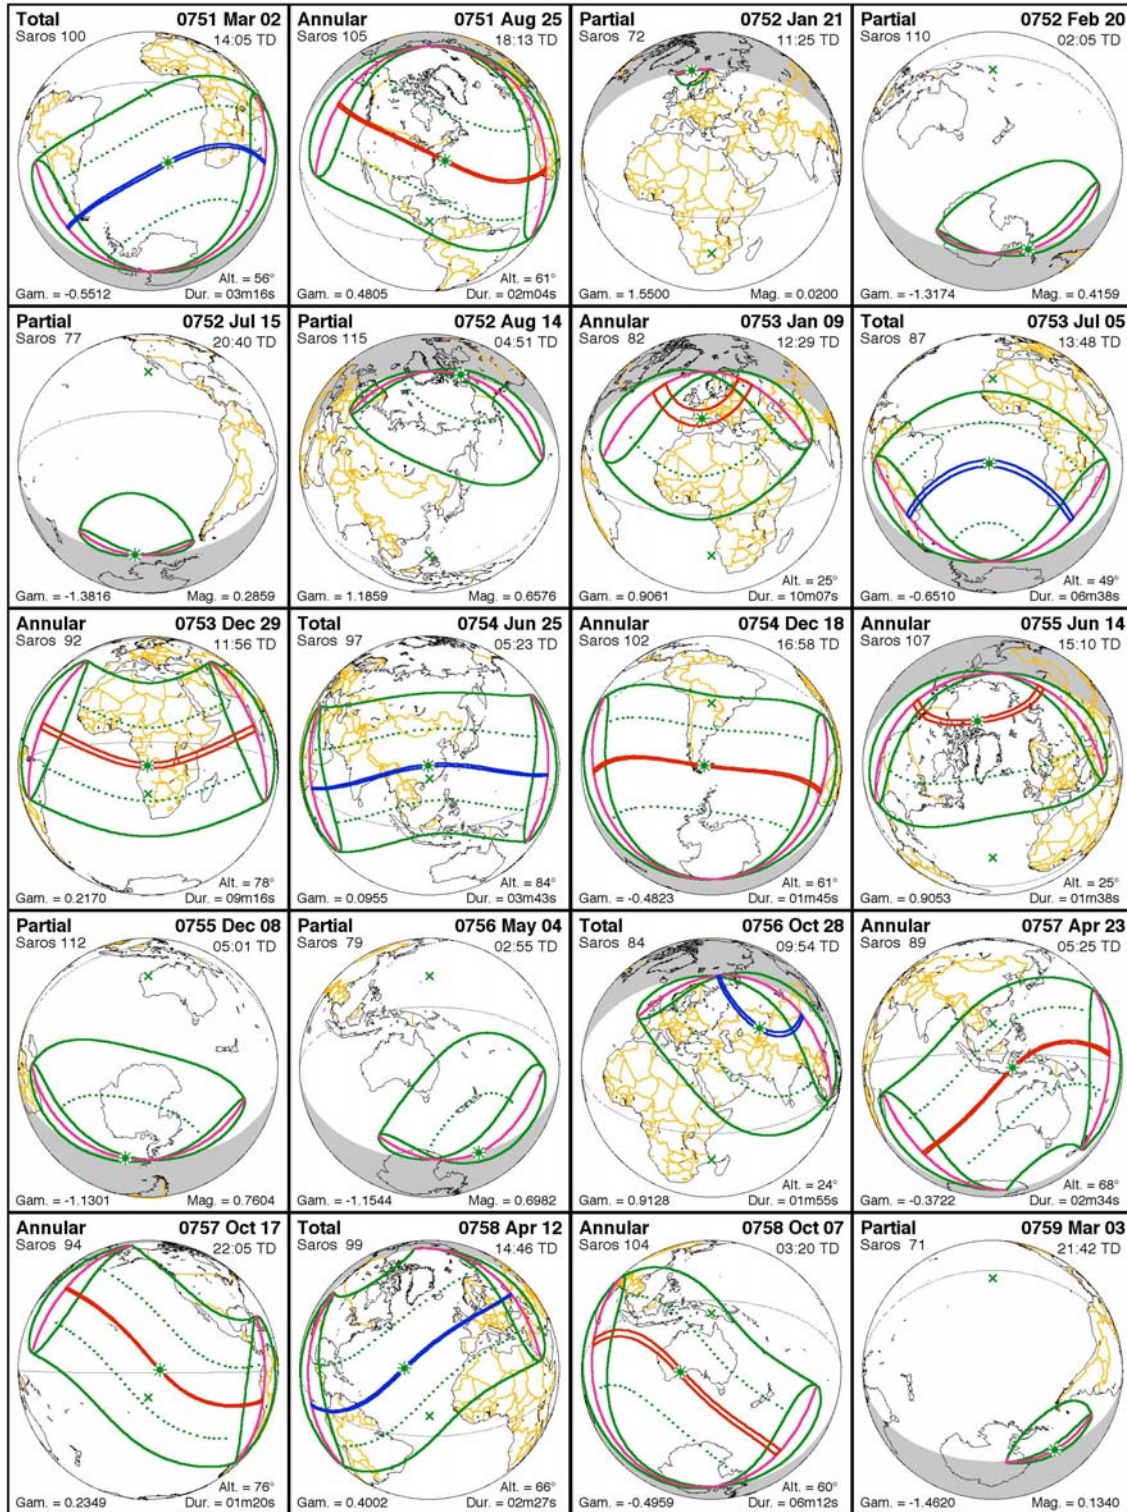 Total 0751 Mar 02
Saros 100 14:05 TD
Alt. = 56°
Gam. = -0.5512 Dur. = 03m16s
Annular 0751 Aug 25
Saros 105 18:13 TD
Alt. = 61°
Gam. = 0.4805 Dur. = 02m04s
Partial 0752 Jan 21
Saros 72 11:25 TD
Gam. = 1.5500 Mag. = 0.0200
Partial 0752 Feb 20
Saros 110 02:05 TD
Gam. = -1.3174 Mag. = 0.4159
Partial 0752 Jul 15
Saros 77 20:40 TD
Gam. = -1.3816 Mag. = 0.2859
Partial 0752 Aug 14
Saros 115 04:51 TD
Gam. = 1.1859 Mag. = 0.6576
Annular 0753 Jan 09
Saros 82 12:29 TD
Alt. = 25°
Gam. = 0.9061 Dur. = 10m07s
Total 0753 Jul 05
Saros 87 13:48 TD
Alt. = 49°
Gam. = -0.6510 Dur. = 06m38s
Annular 0753 Dec 29
Saros 92 11:56 TD
Alt. = 78°
Gam. = 0.2170 Dur. = 09m16s
Total 0754 Jun 25
Saros 97 05:23 TD
Alt. = 84°
Gam. = 0.0955 Dur. = 03m43s
Annular 0754 Dec 18
Saros 102 16:58 TD
Alt. = 61°
Gam. = -0.4823 Dur. = 01m45s
Annular 0755 Jun 14
Saros 107 15:10 TD
Alt. = 25°
Gam. = 0.9053 Dur. = 01m38s
Partial 0755 Dec 08
Saros 112 05:01 TD
Gam. = -1.1301 Mag. = 0.7604
Partial 0756 May 04
Saros 79 02:55 TD
Gam. = -1.1544 Mag. = 0.6982
Total 0756 Oct 28
Saros 84 09:54 TD
Alt. = 24°
Gam. = 0.9128 Dur. = 01m55s
Annular 0757 Apr 23
Saros 89 05:25 TD
Alt. = 68°
Gam. = -0.3722 Dur. = 02m34s
Annular 0757 Oct 17
Saros 94 22:05 TD
Alt. = 76°
Gam. = 0.2349 Dur. = 01m20s
Total 0758 Apr 12
Saros 99 14:46 TD
Alt. = 66°
Gam. = 0.4002 Dur. = 02m27s
Annular 0758 Oct 07
Saros 104 03:20 TD
Alt. = 60°
Gam. = -0.4959 Dur. = 06m12s
Partial 0759 Mar 03
Saros 71 21:42 TD
Gam. = -1.4620 Mag. = 0.1340